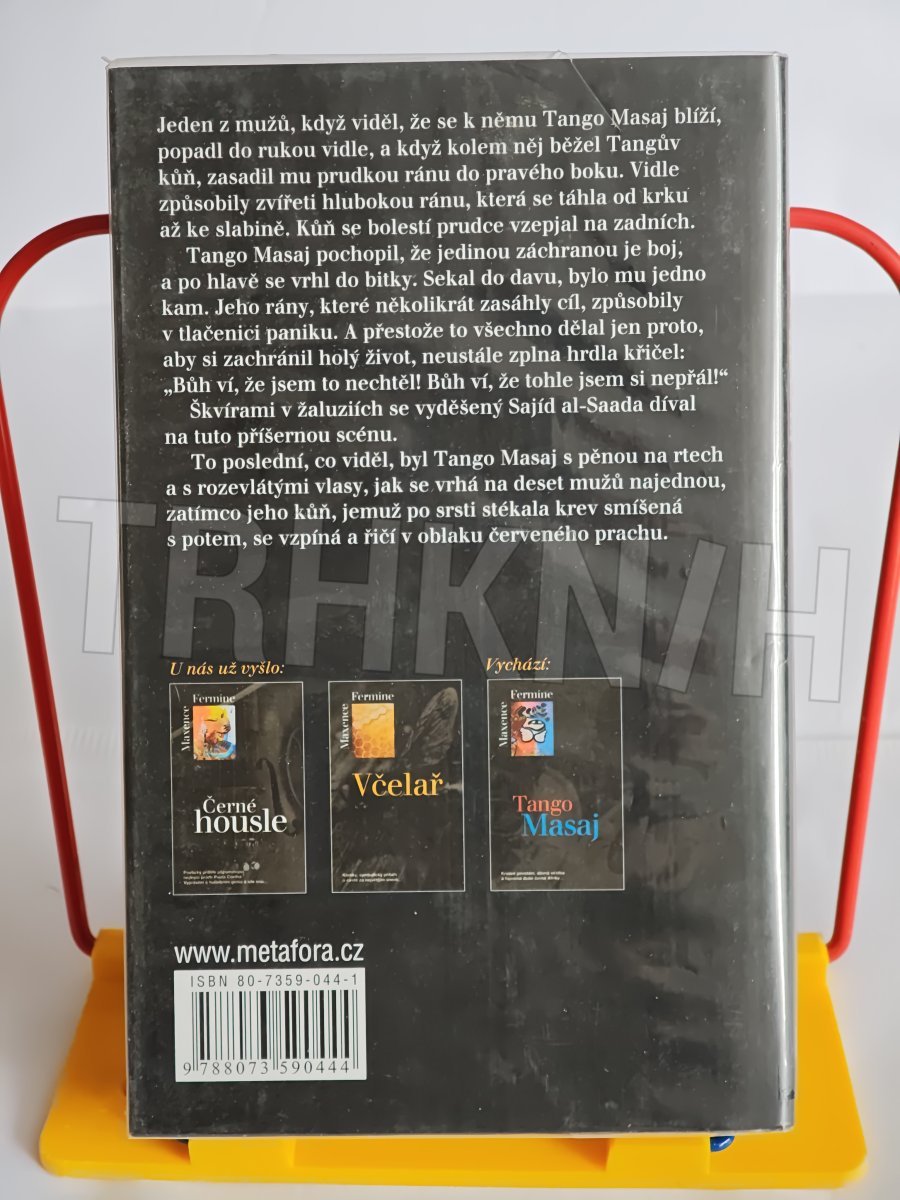 Jeden z mužů, když viděl, že se k němu Tango Masaj blíží,
popadl do rukou vidle, a když kolem něj běžel Tangův
kůň, zasadil mu prudkou ránu do pravého boku. Vidle
způsobily zvířeti hlubokou ránu, která se táhla od krku
až ke slabině. Kůň se bolestí prudce vzepjal na zadních.
Tango Masaj pochopil, že jedinou záchranou je boj,
a po hlavě se vrhl do bitky. Sekal do davu, bylo mu jedno
kam. Jeho rány, které několikrát zasáhly cíl, způsobily
v tlačenici paniku. A přestože to všechno dělal jen proto,
aby si zachránil holý život, neustále zplna hrdla křičel:
„Bůh ví, že jsem to nechtěl! Bůh ví, že tohle jsem si nepřál!“
Škvírami v žaluziích se vyděšený Sajíd al-Saada díval
na tuto příšernou scénu.
To poslední, co viděl, byl Tango Masaj s pěnou na rtech
a s rozevlátými vlasy, jak se vrhá na deset mužů najednou,
zatímco jeho kůň, jemuž po srsti stékala krev smíšená
s potem, se vzpíná a řičí v oblaku červeného prachu.
TRHKNIH
U nás už vyšlo:
Maxence
Fermine
Černé
housle
Maxence
Fermine
Včelař
Vychází:
Maxence
Fermine
Tango
Masaj
www.metafora.cz
ISBN 80-7359-044-1
9 788073 590444